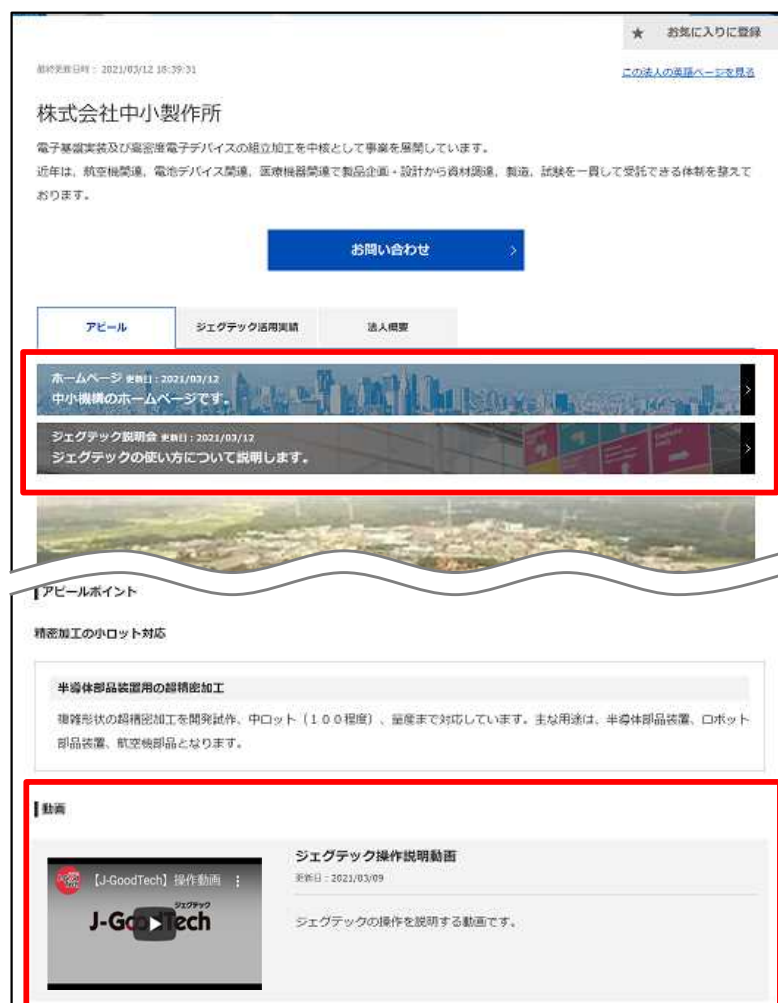 ★ お気に入りに登録
最終更新日時： 2021/03/12 18:39:31
この法人の英語ページを見る
株式会社中小製作所
電子基盤実装及び高密度電子デバイスの組立加工を中核として事業を展開しています。
近年は、航空機関連、電池デバイス関連、医療機器関連で製品企画・設計から資材調達、製造、試験を一貫して受託できる体制を整えて
おります。
お問い合わせ
アピール
ジェグテック活用実績
法人概要
ホームページ 更新日：2021/03/12
中小機構のホームページです。
ジェグテック説明会 更新日：2021/03/12
ジェグテックの使い方について説明します。
アピールポイント
精密加工の小ロット対応
半導体部品装置用の超精密加工
複雑形状の超精密加工を開発試作、中ロット（１００程度）、量産まで対応しています。主な用途は、半導体部品装置、ロボット
部品装置、航空機部品となります。
動画
ジェグテック操作説明動画
更新日：2021/03/09
【J-GoodTech】操作動画
ジェグテック
J-GoodTech
ジェグテックの操作を説明する動画です。